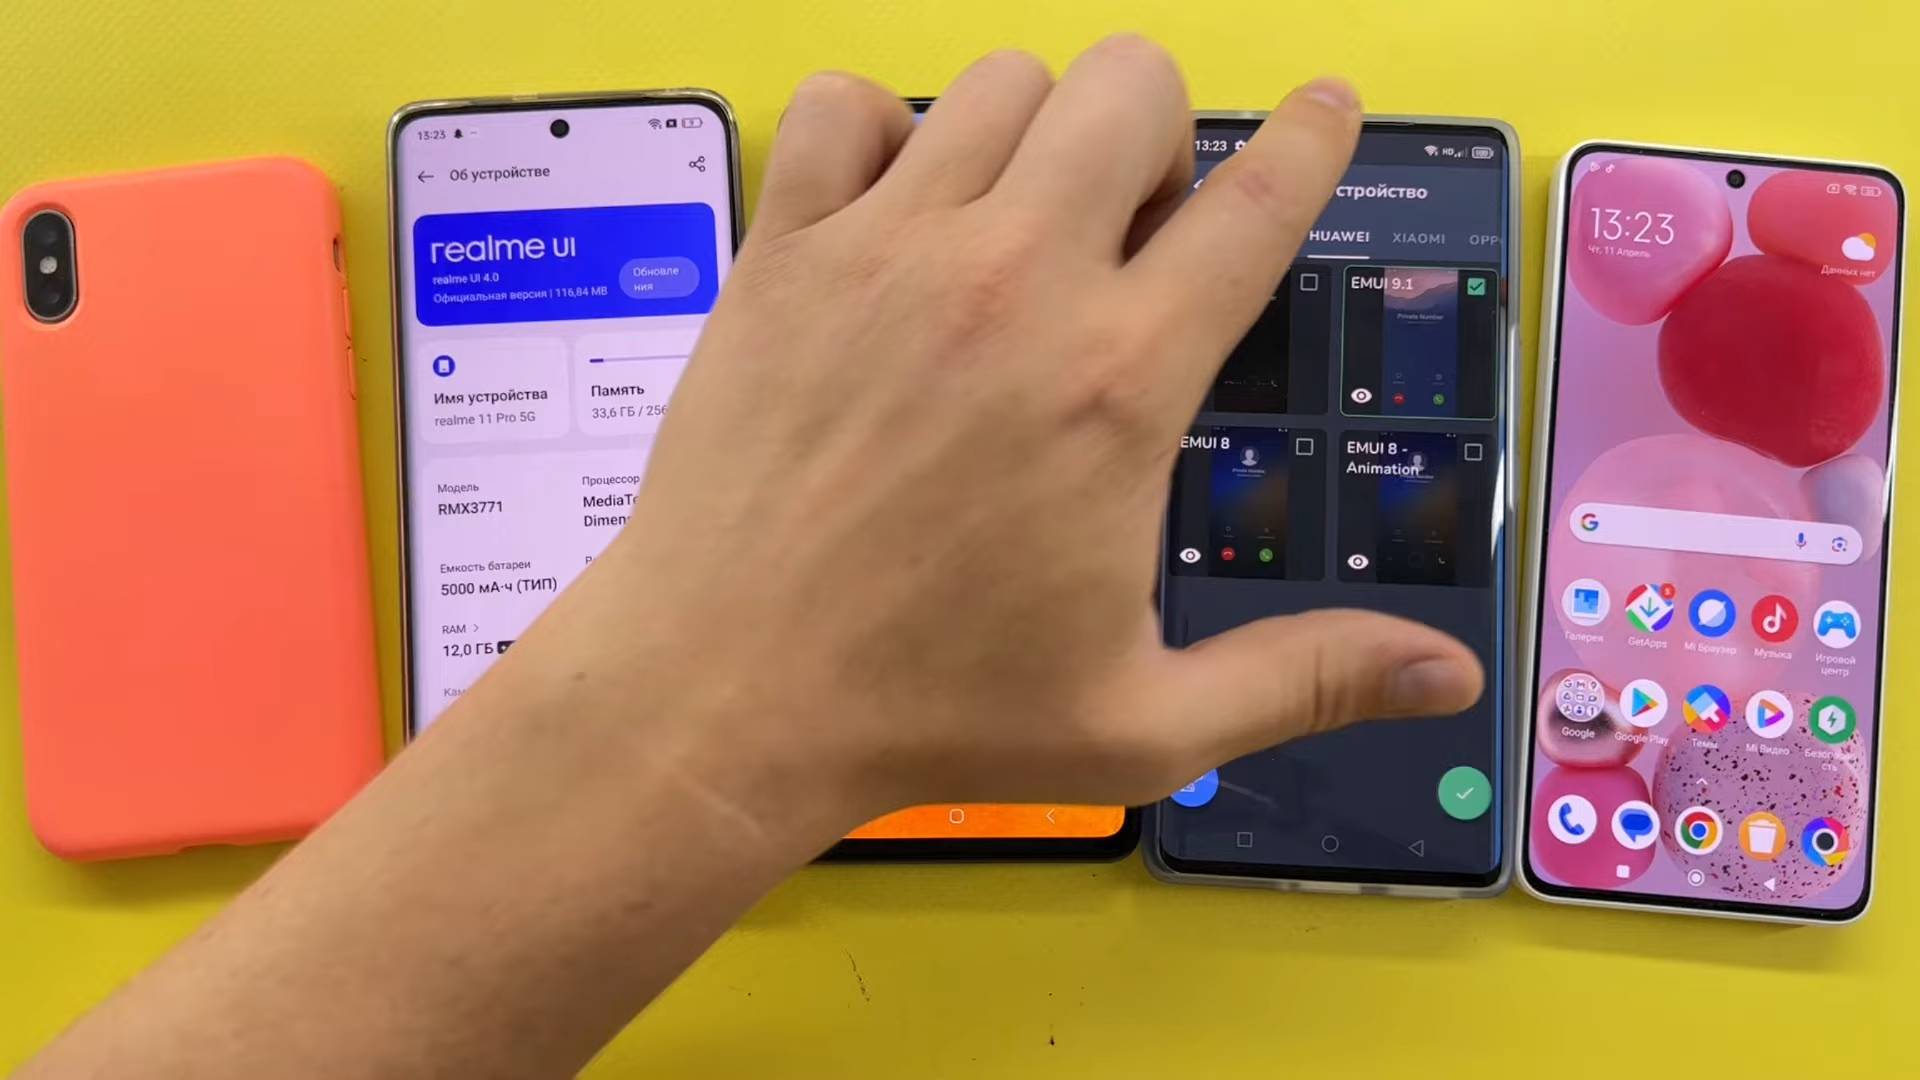 13:23
Об устройстве
realme UI
realme UI 4.0
Официальная версия | 116,84 MB
Обновле
ния
Имя устройства
realme 11 Pro 5G
Память
33,6 ГБ / 256
Модель
RMX3771
Процессор
Емкость батареи
5000 мА·ч (ТИП)
RAM >
12,0 ГБ
13:23
HD
стройство
HUAWEI XIAOMI
EMUI 9.1
Private Number
EMUI 8
EMUI 8 -
Animation
13:23
Чт, 11 Апрель
Данных нет
Галерея
GetApps
Mi Браузер
Музыка
Игровой
центр
Google
Google Play
Темы
Mi Видео